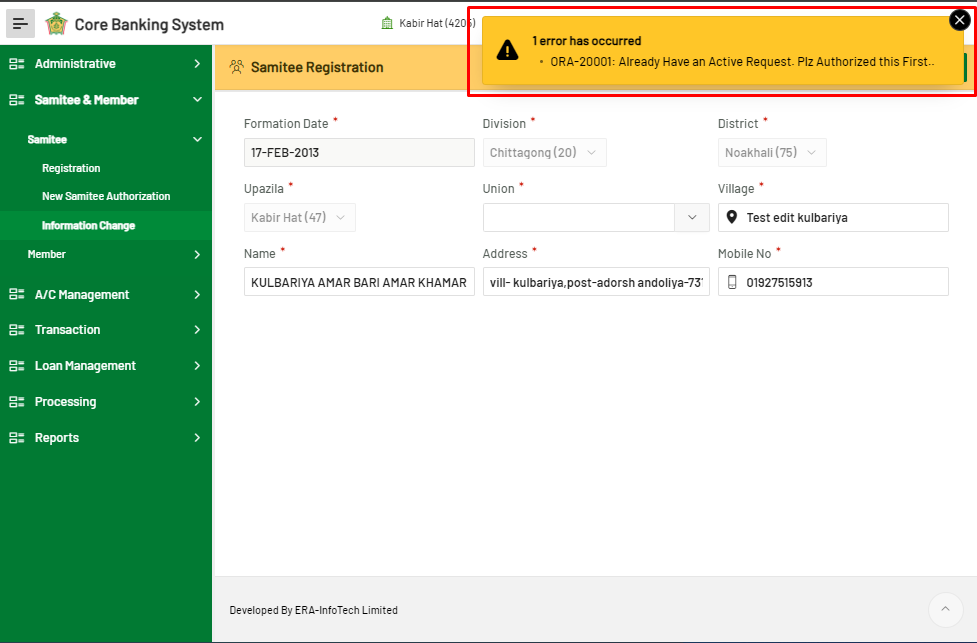 Core Banking System
Kabir Hat (4205)
1 error has occurred
• ORA-20001: Already Have an Active Request. Plz Authorized this First..
Administrative
Samitee & Member
Samitee
Registration
New Samitee Authorization
Information Change
Member
A/C Management
Transaction
Loan Management
Processing
Reports
Samitee Registration
Formation Date * Division * District *
17-FEB-2013 Chittagong (20) Noakhali (75)
Upazila * Union * Village *
Kabir Hat (47) Test edit kulbariya
Name * Address * Mobile No *
KULBARIYA AMAR BARI AMAR KHAMAR vill- kulbariya,post-adorsh andoliya-73 01927515913
Developed By ERA-InfoTech Limited